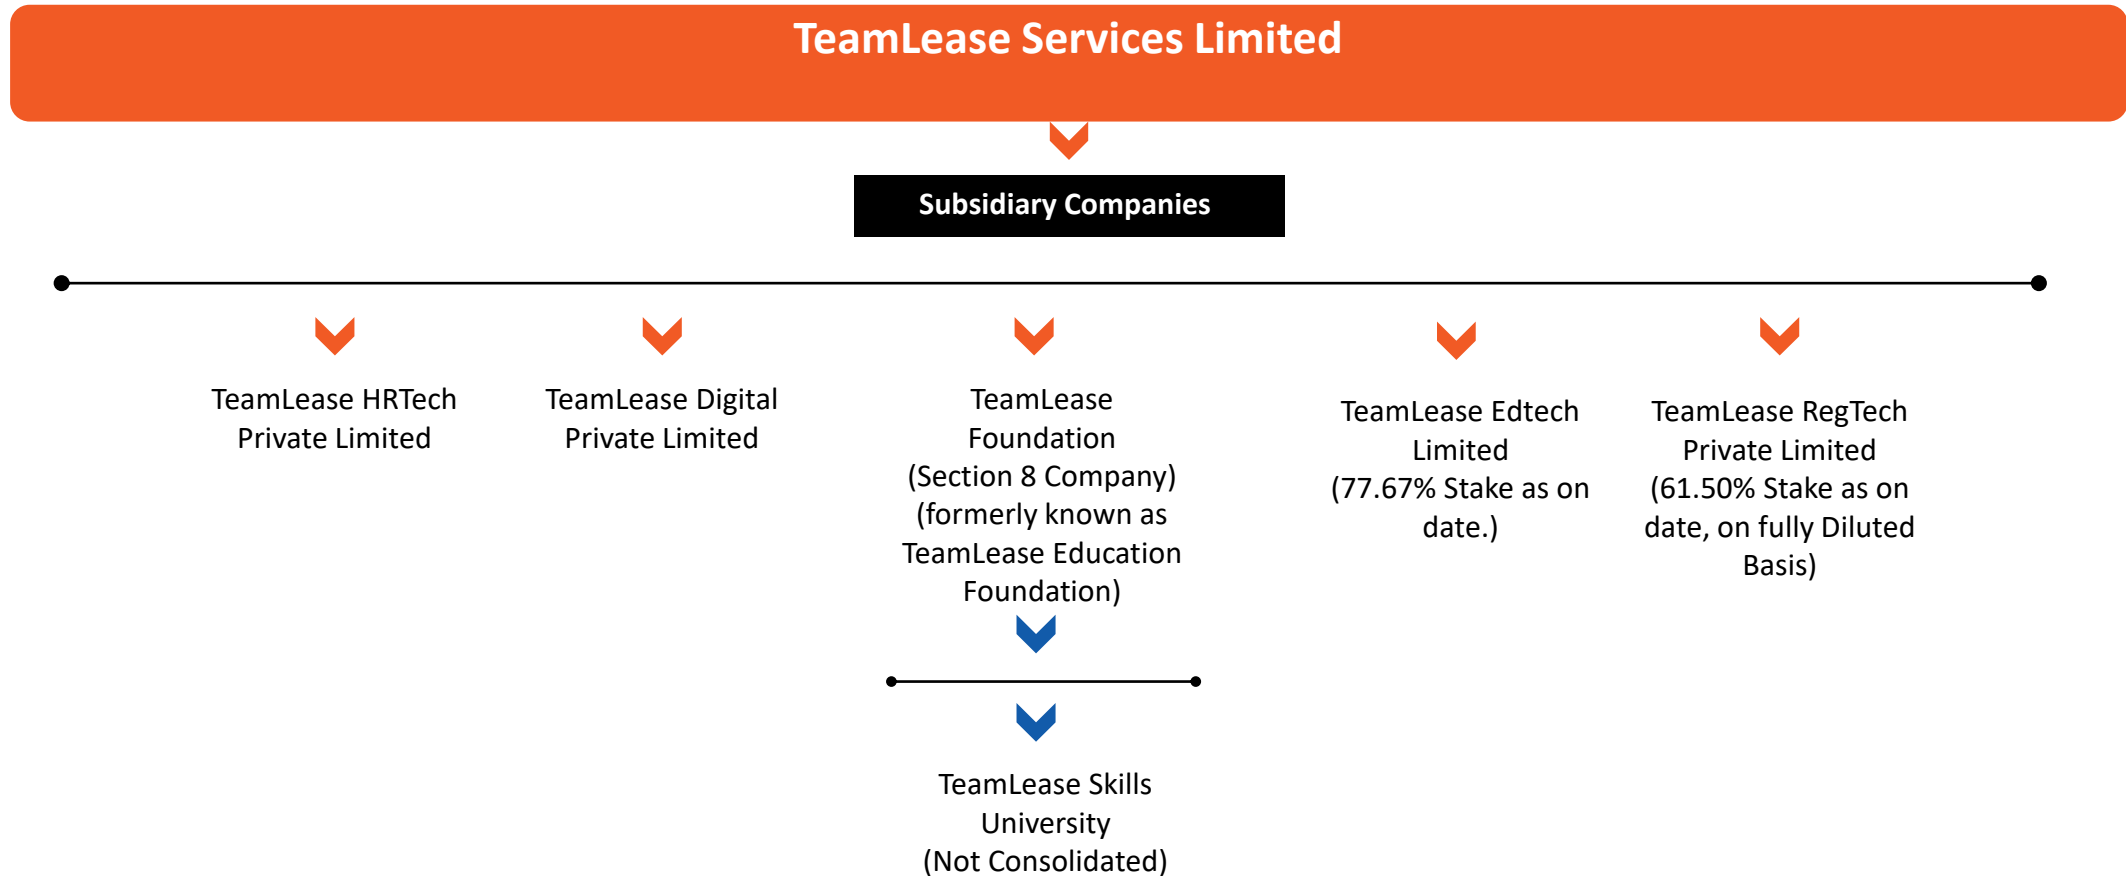 TeamLease Services Limited
Subsidiary Companies
TeamLease HRTech
Private Limited
TeamLease Digital
Private Limited
TeamLease
Foundation
(Section 8 Company)
(formerly known as
TeamLease Education
Foundation)
TeamLease Edtech
Limited
(77.67% Stake as on
date.)
TeamLease RegTech
Private Limited
(61.50% Stake as on
date, on fully Diluted
Basis)
TeamLease Skills
University
(Not Consolidated)